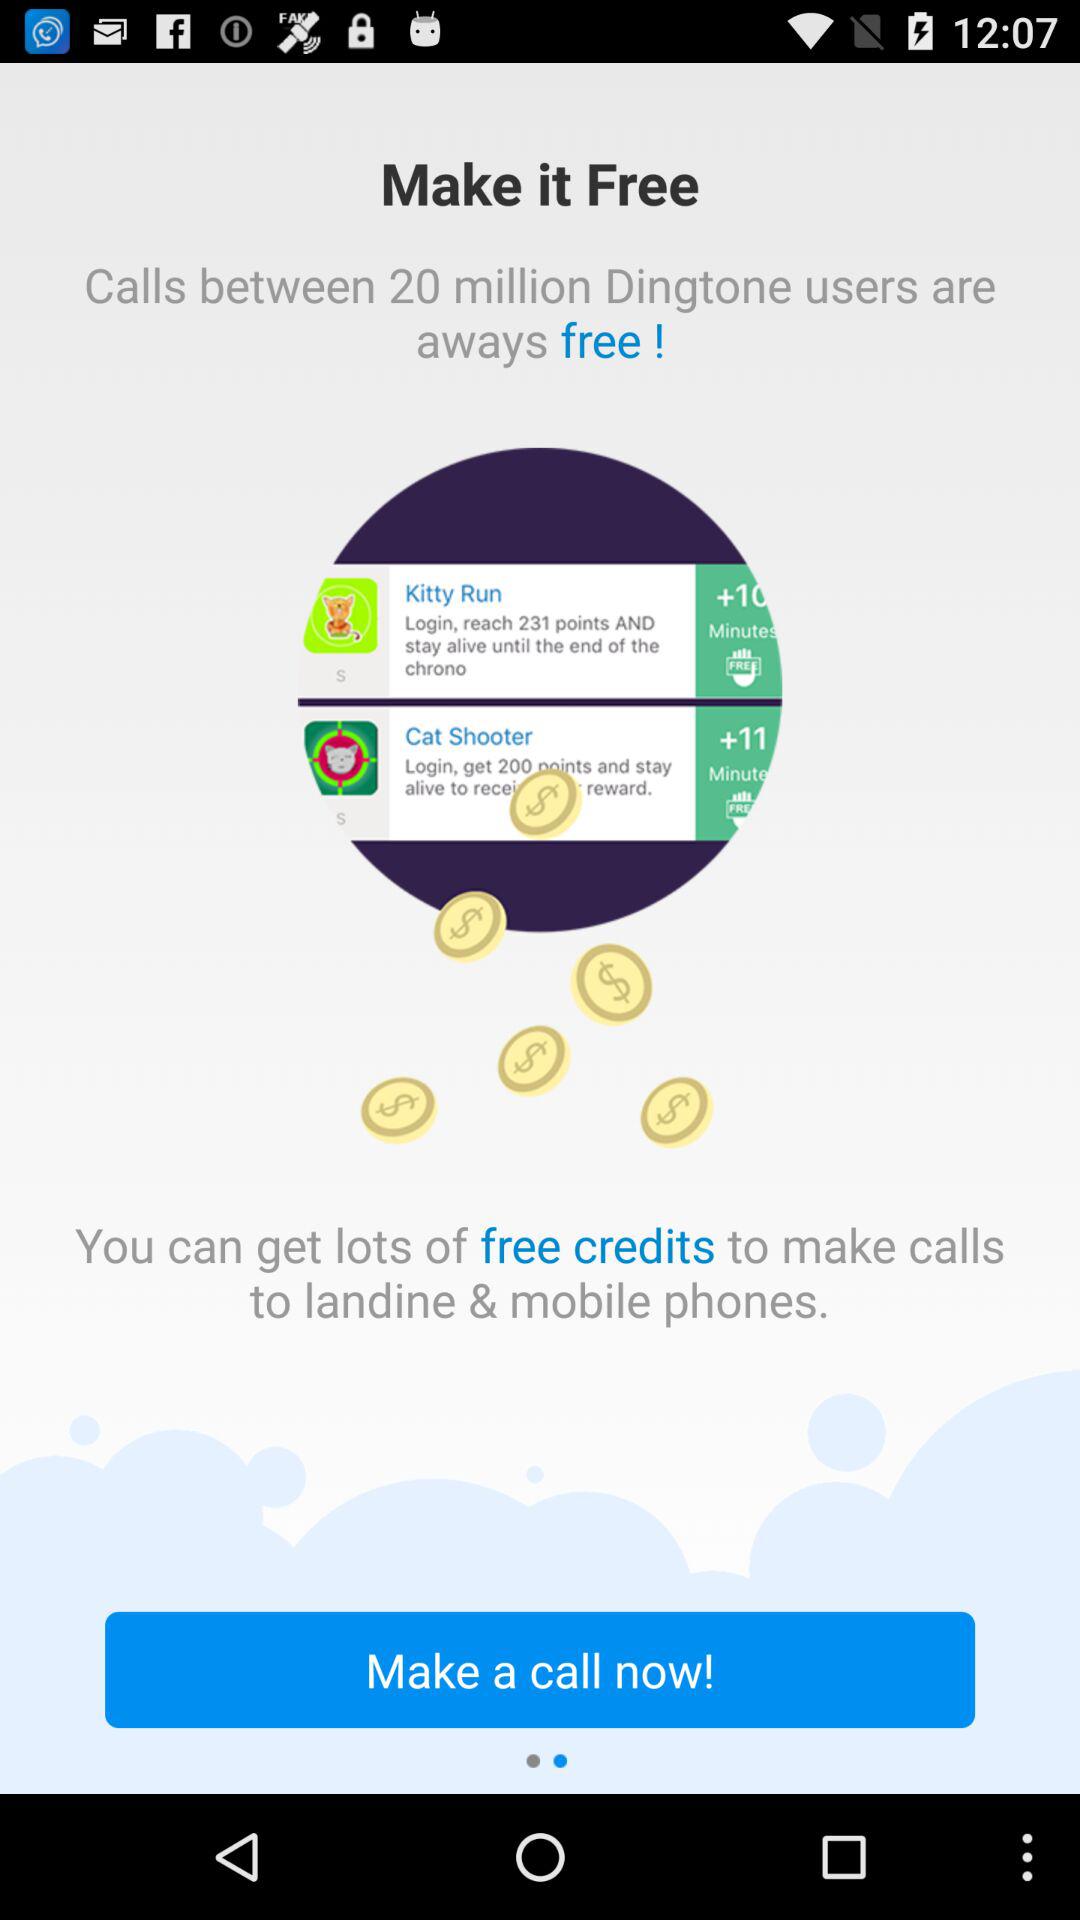 FAKE
12:07
Make it Free
Calls between 20 million Dingtone users are
aways free !
Kitty Run
Login, reach 231 points AND
stay alive until the end of the
chrono
+10
Minutes
FREE
S
Cat Shooter
Login, get 200 points and stay
alive to reward.
+11
Minute
FRE
S
You can get lots of free credits to make calls
to landine & mobile phones.
Make a call now!